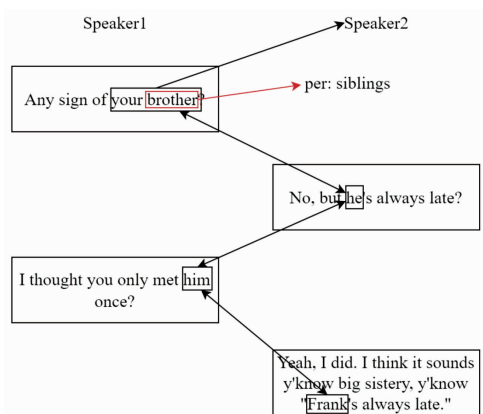 Speaker1
Speaker2
Any sign of your brother?
per: siblings
No, but he's always late?
I thought you only met him
once?
Yeah, I did. I think it sounds
y'know big sistery, y'know
"Frank's always late."